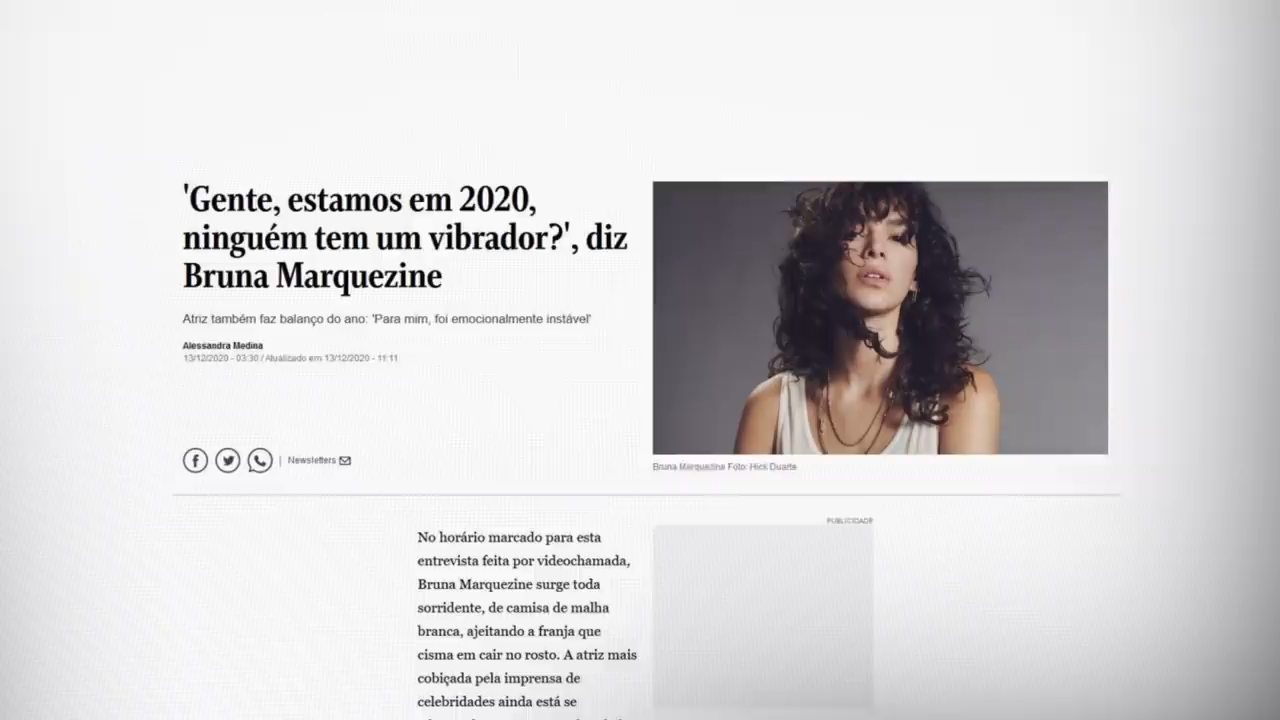 'Gente, estamos em 2020,
ninguém tem um vibrador?', diz
Bruna Marquezine
Atriz também faz balanço do ano: 'Para mim, foi emocionalmente instável'
Alessandra Medina
13/12/2020 - 03:30 / Atualizado em 13/12/2020 - 11:11
| Newsletters
Bruna Marquezine Foto: Hick Duarte
PUBLICIDADE
No horário marcado para esta
entrevista feita por videochamada,
Bruna Marquezine surge toda
sorridente, de camisa de malha
branca, ajeitando a franja que
cisma em cair no rosto. A atriz mais
cobiçada pela imprensa de
celebridades ainda está se